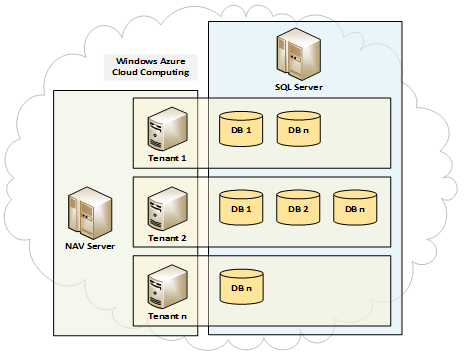 Windows Azure
Cloud Computing
SQL Server
DB 1
DB n
Tenant 1
NAV Server
DB 1
DB 2
DB n
Tenant 2
DB n
Tenant n